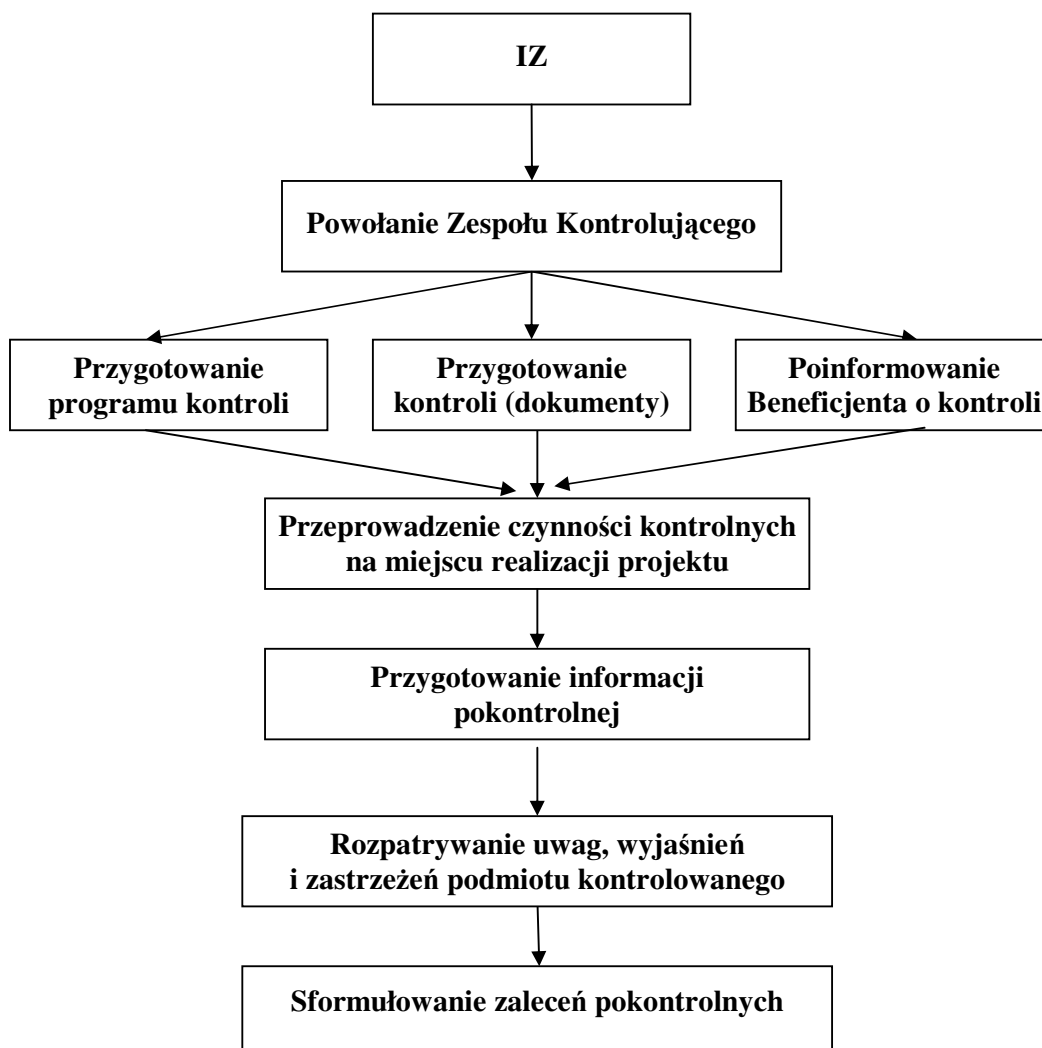 IZ
Powołanie Zespołu Kontrolującego
Przygotowanie
programu kontroli
Przygotowanie
kontroli (dokumenty)
Poinformowanie
Beneficjenta o kontroli
Przeprowadzenie czynności kontrolnych
na miejscu realizacji projektu
Przygotowanie informacji
pokontrolnej
Rozpatrywanie uwag, wyjaśnień
i zastrzeżeń podmiotu kontrolowanego
Sformułowanie zaleceń pokontrolnych